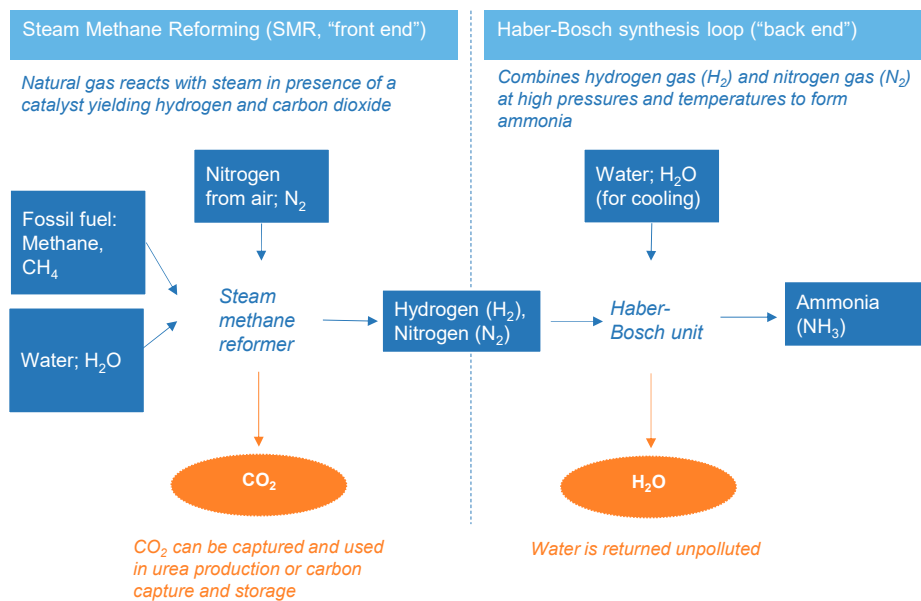 Steam Methane Reforming (SMR, “front end”)
Natural gas reacts with steam in presence of a
catalyst yielding hydrogen and carbon dioxide
Nitrogen
from air; N₂
Fossil fuel:
Methane,
CH₄
Water; H₂O
Steam
methane
reformer
Hydrogen (H₂),
Nitrogen (N₂)
CO₂
CO₂ can be captured and used
in urea production or carbon
capture and storage
Haber-Bosch synthesis loop (“back end”)
Combines hydrogen gas (H₂) and nitrogen gas (N₂)
at high pressures and temperatures to form
ammonia
Water; H₂O
(for cooling)
Haber-
Bosch unit
Ammonia
(NH₃)
H₂O
Water is returned unpolluted